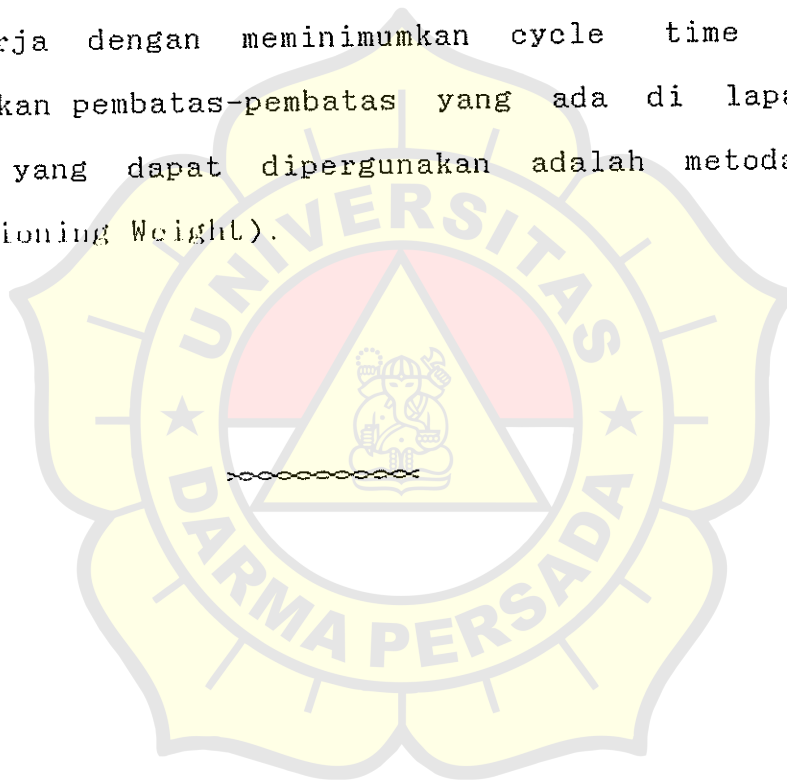 rja dengan meminimumkan cycle time
kan pembatas-pembatas yang ada di lapa
yang dapat dipergunakan adalah metoda
ioning Weight).
UNIVERSITAS
DARMA PERSADA